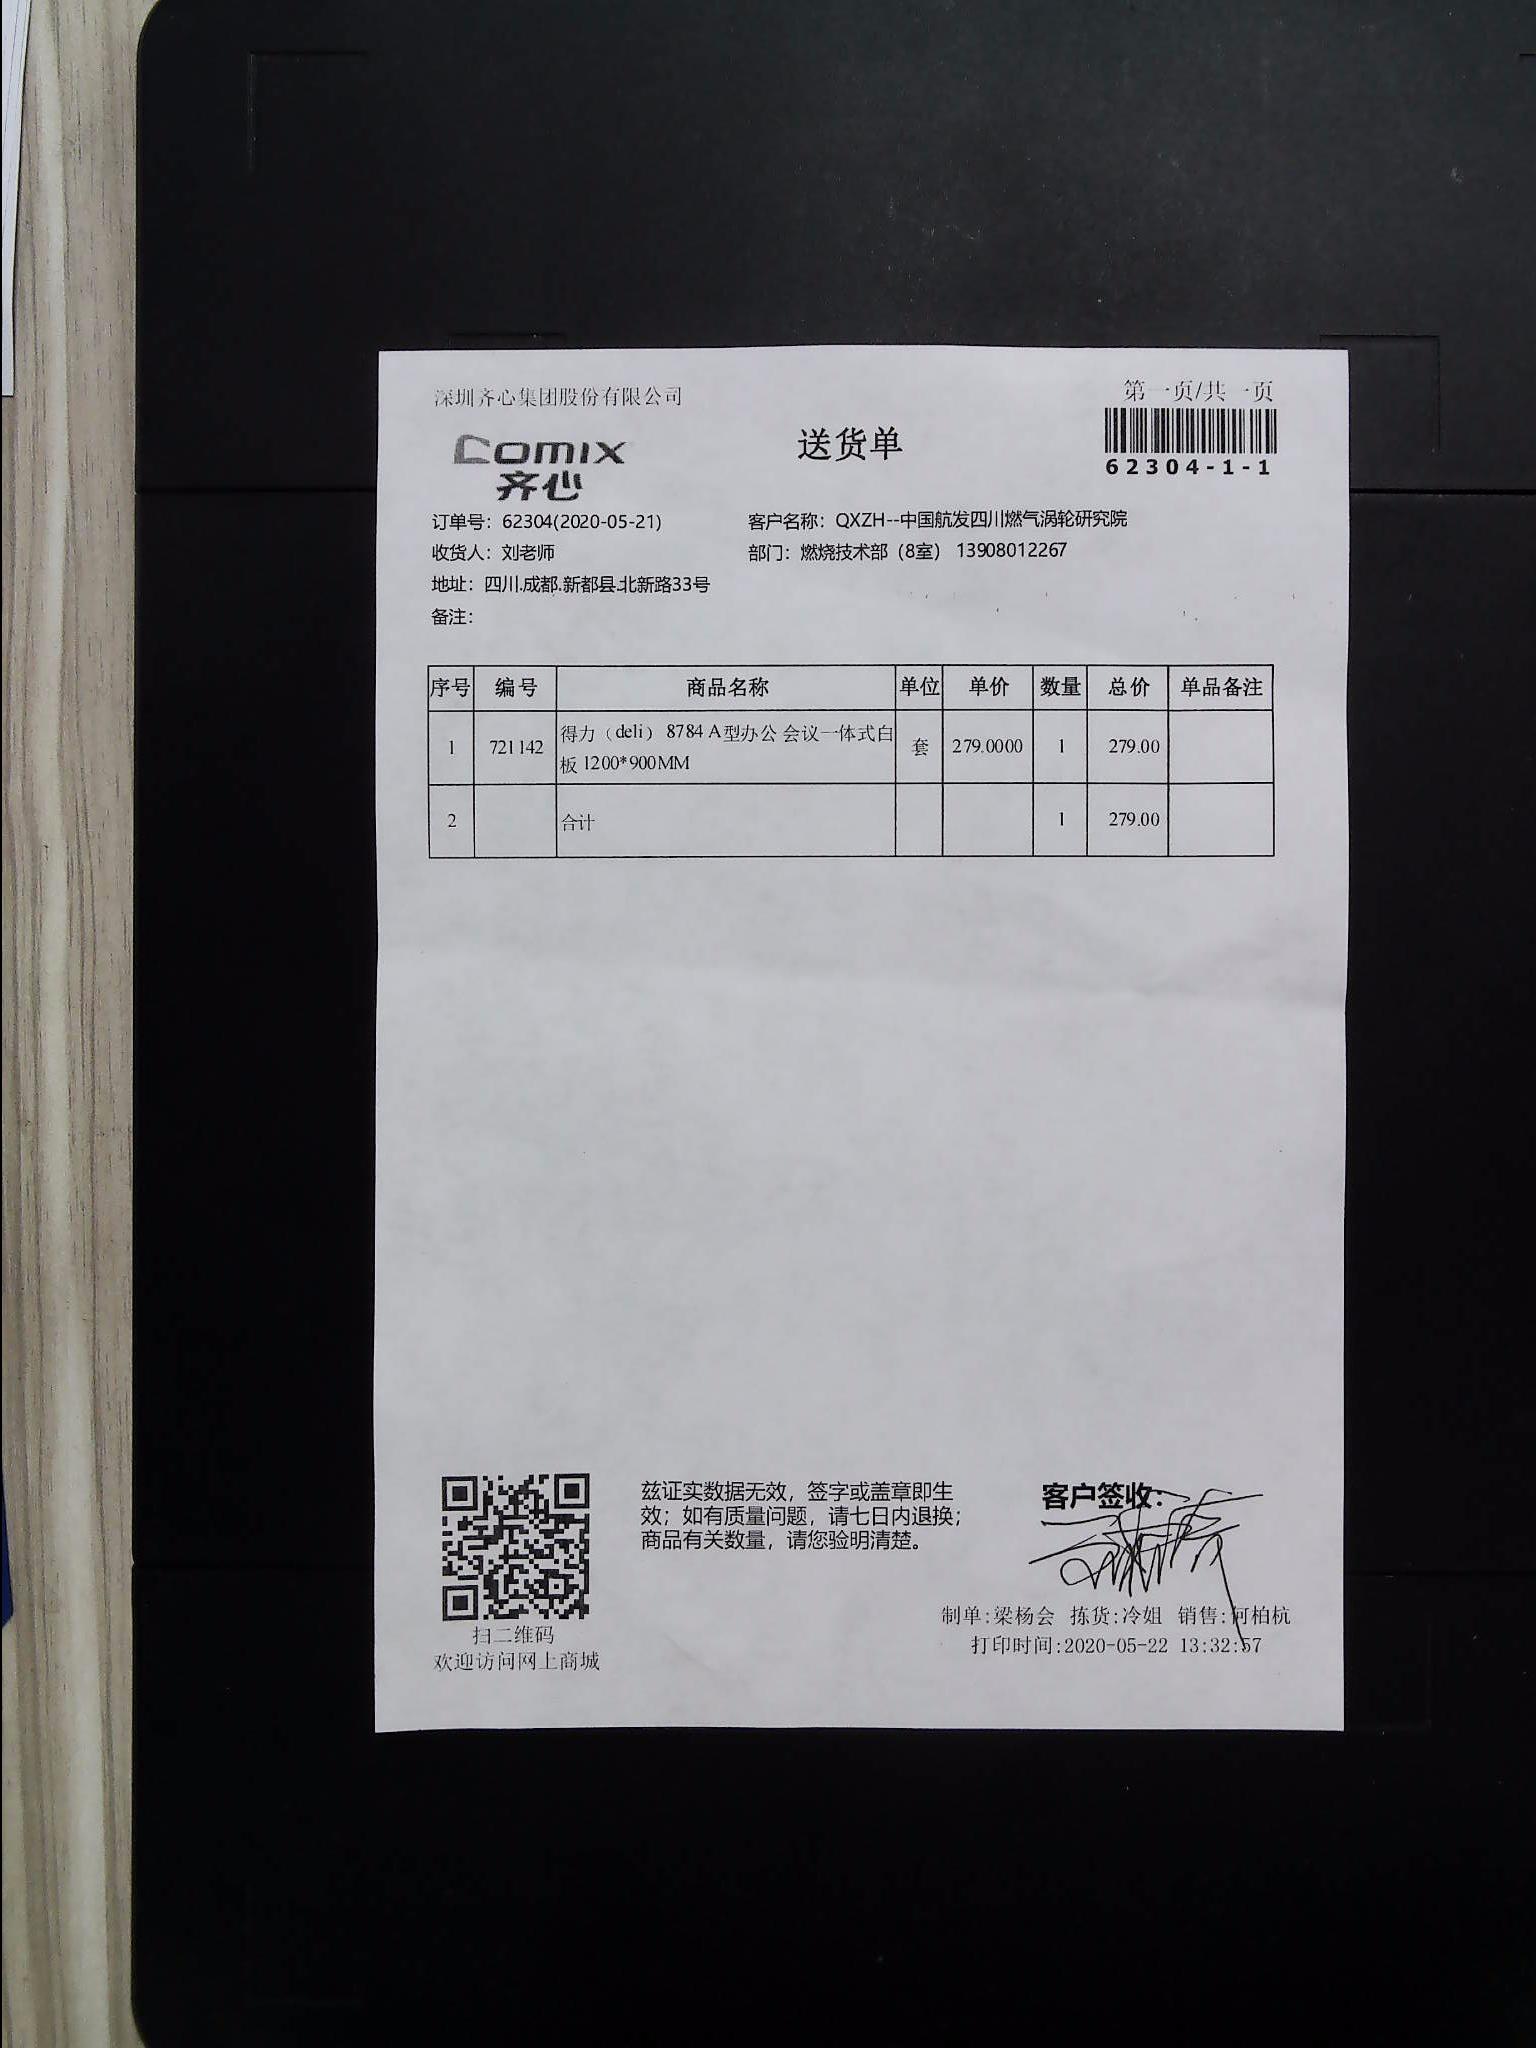 深圳齐心集团股份有限公司
第一页/共一页
comix
齐心
送货单
62304-1-1
订单号：62304(2020-05-21)
客户名称：QXZH--中国航发四川燃气涡轮研究院
收货人：刘老师
部门：燃烧技术部（8室） 13908012267
地址：四川.成都.新都县.北新路33号
备注：
序号 编号 商品名称 单位 单价 数量 总价 单品备注
1 721142 得力（deli） 8784 A型办公 会议一体式白 套 279.0000 1 279.00
板 1200*900MM
2 合计 1 279.00
兹证实数据无效，签字或盖章即生
效；如有质量问题，请七日内退换；
商品有关数量，请您验明清楚。
客户签收：
制单:梁杨会 拣货:冷姐 销售:何柏杭
打印时间:2020-05-22 13:32:57
扫二维码
欢迎访问网上商城